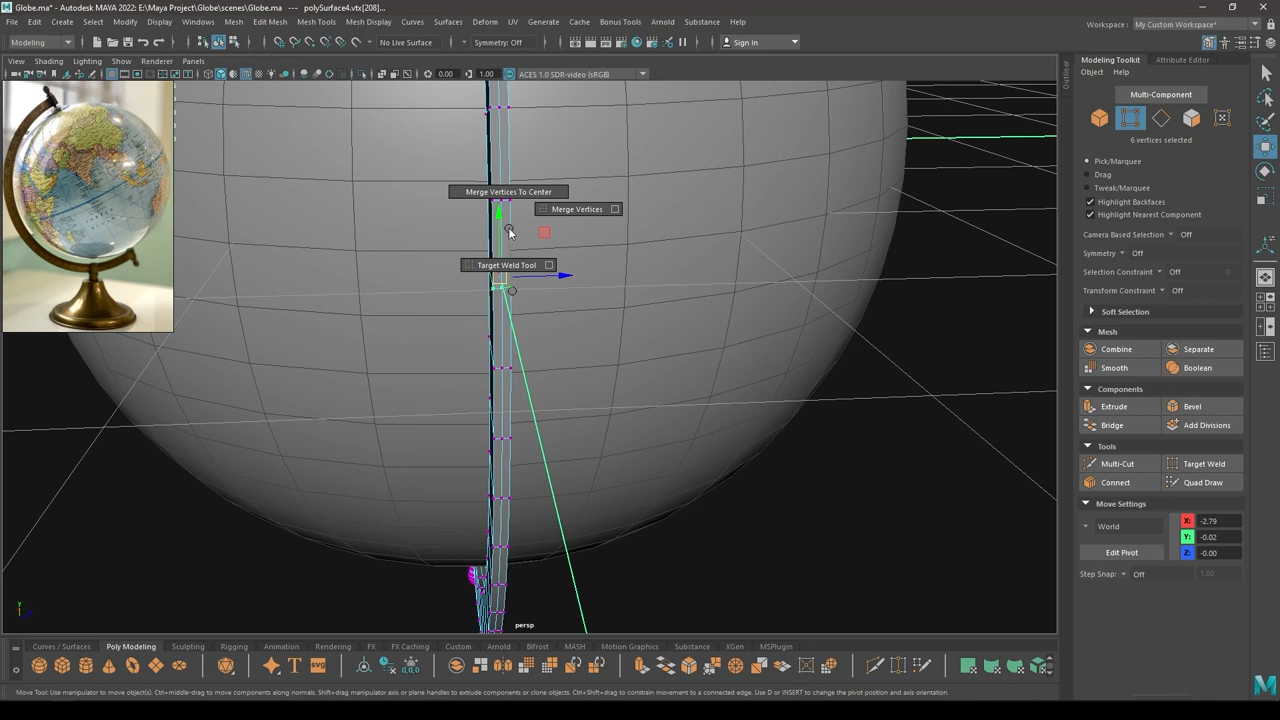 Globe.ma* - Autodesk MAYA 2022: E:\Maya Project\Globe\scenes\Globe.ma --- polySurface4.vtx[208]...
File Edit Create Select Modify Display Windows Mesh Edit Mesh Mesh Tools Mesh Display Curves Surfaces Deform UV Generate Cache Bonus Tools Arnold Substance Help
Workspace : My Custom Workspace*
Modeling No Live Surface Symmetry: Off Sign In
View Shading Lighting Show Renderer Panels
0.00 1.00 ACES 1.0 SDR-video (sRGB)
Outliner
Modeling Toolkit Attribute Editor
Object Help
Multi-Component
6 vertices selected
Pick/Marquee
Drag
Tweak/Marquee
Highlight Backfaces
Highlight Nearest Component
Camera Based Selection Off
Symmetry Off
Selection Constraint Off 0
Transform Constraint Off
Soft Selection
Mesh
Combine Separate
Smooth Boolean
Components
Extrude Bevel
Bridge Add Divisions
Tools
Multi-Cut Target Weld
Connect Quad Draw
Move Settings
World
X: -2.79
Y: -0.02
Z: -0.00
Edit Pivot
Step Snap: Off 1.00
Merge Vertices To Center
Merge Vertices
Target Weld Tool
y
persp
Curves / Surfaces Poly Modeling Sculpting Rigging Animation Rendering FX FX Caching Custom Arnold Bifrost MASH Motion Graphics Substance XGen MSPlugin
T SVG 0,0,0
Move Tool: Use manipulator to move object(s). Ctrl+middle-drag to move components along normals. Shift+drag manipulator axis or plane handles to extrude components or clone objects. Ctrl+Shift+drag to constrain movement to a connected edge. Use D or INSERT to change the pivot position and axis orientation.